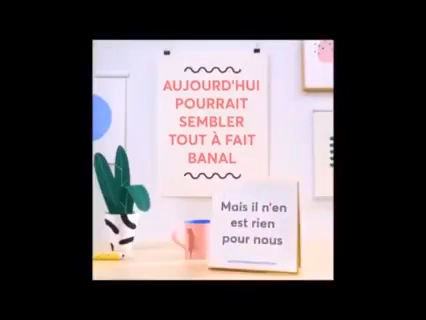 AUJOURD'HUI
POURRAIT
SEMBLER
TOUT À FAIT
BANAL
Mais il n'en
est rien
pour nous